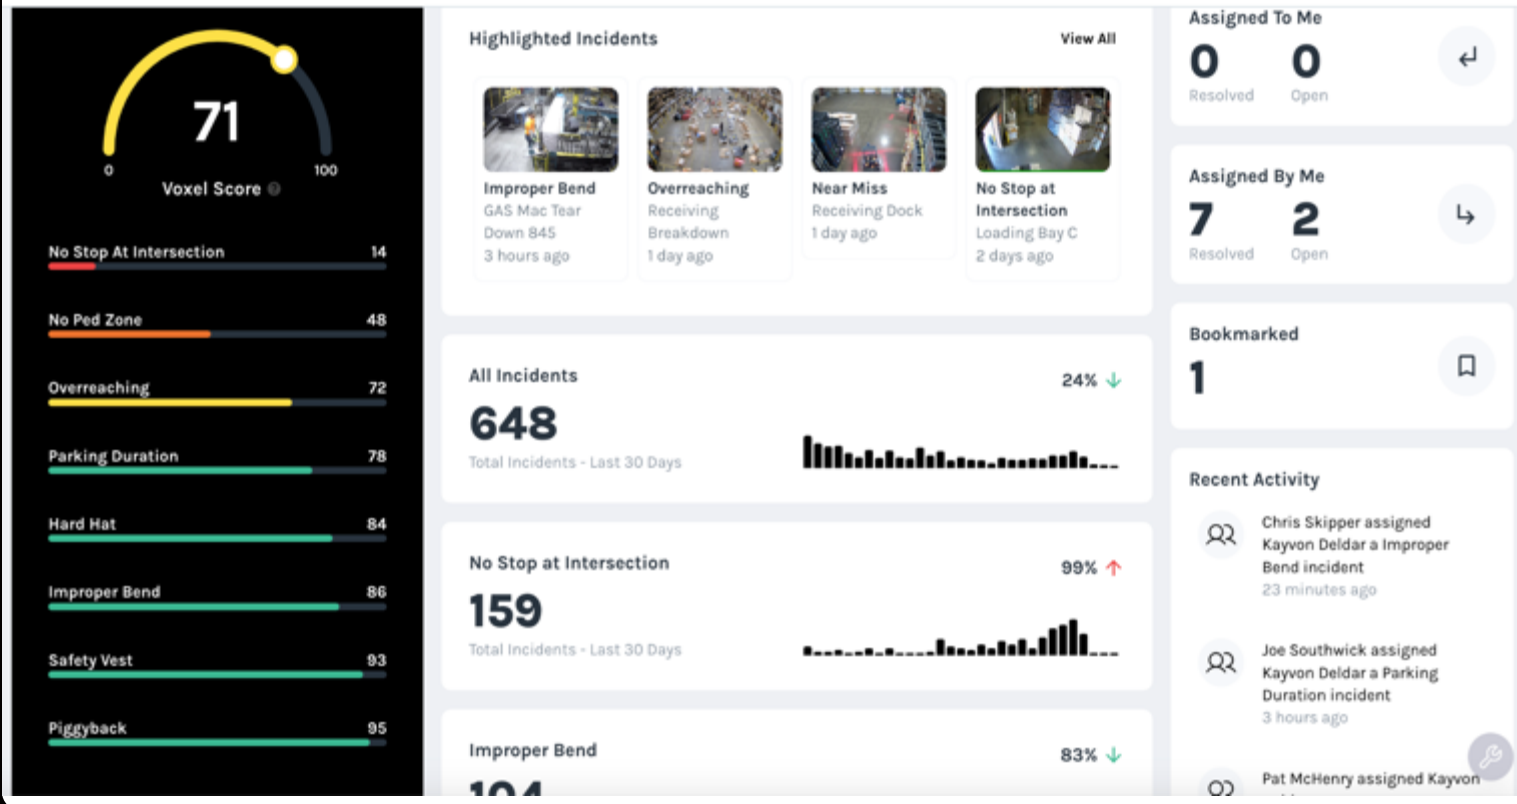 71
0
100
Voxel Score
No Stop At Intersection 14
No Ped Zone 48
Overreaching 72
Parking Duration 78
Hard Hat 84
Improper Bend 86
Safety Vest 93
Piggyback 95
Highlighted Incidents
View All
Improper Bend
GAS Mac Tear
Down 845
3 hours ago
Overreaching
Receiving
Breakdown
1 day ago
Near Miss
Receiving Dock
1 day ago
No Stop at
Intersection
Loading Bay C
2 days ago
All Incidents
24%
648
Total Incidents - Last 30 Days
No Stop at Intersection
99%
159
Total Incidents - Last 30 Days
Improper Bend
83%
104
Assigned To Me
0 0
Resolved Open
Assigned By Me
7 2
Resolved Open
Bookmarked
1
Recent Activity
Chris Skipper assigned
Kayvon Deldar a Improper
Bend incident
23 minutes ago
Joe Southwick assigned
Kayvon Deldar a Parking
Duration incident
3 hours ago
Pat McHenry assigned Kayvon